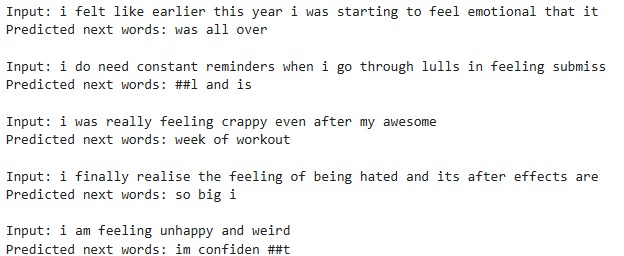 Input: i felt like earlier this year i was starting to feel emotional that it
Predicted next words: was all over
Input: i do need constant reminders when i go through lulls in feeling submiss
Predicted next words: ##l and is
Input: i was really feeling crappy even after my awesome
Predicted next words: week of workout
Input: i finally realise the feeling of being hated and its after effects are
Predicted next words: so big i
Input: i am feeling unhappy and weird
Predicted next words: im confiden ##t